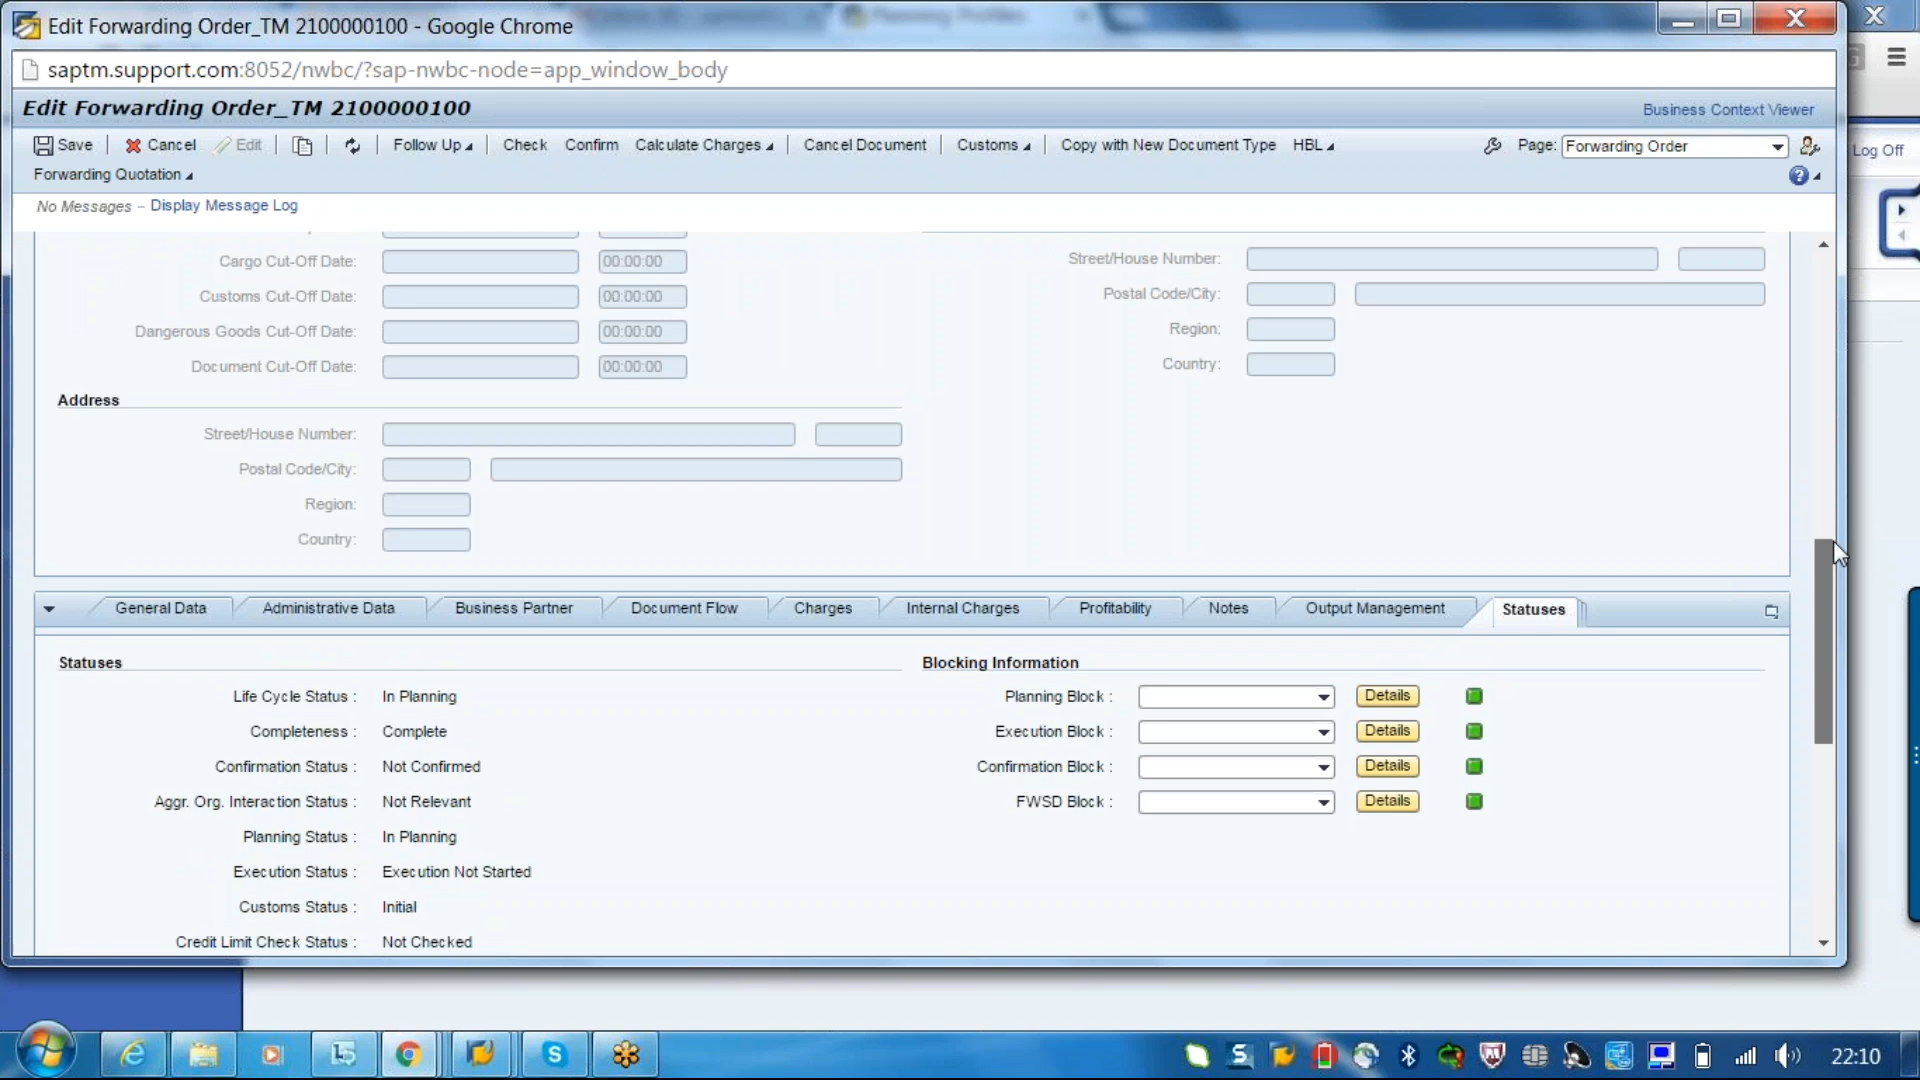 Edit Forwarding Order_TM 2100000100 - Google Chrome
saptm.support.com:8052/nwbc/?sap-nwbc-node=app_window_body
Edit Forwarding Order_TM 2100000100
Business Context Viewer
Save Cancel Edit Follow Up Check Confirm Calculate Charges Cancel Document Customs Copy with New Document Type HBL Page: Forwarding Order
Log Off
Forwarding Quotation
No Messages - Display Message Log
Cargo Cut-Off Date: 00:00:00 Street/House Number:
Customs Cut-Off Date: 00:00:00 Postal Code/City:
Dangerous Goods Cut-Off Date: 00:00:00 Region:
Document Cut-Off Date: 00:00:00 Country:
Address
Street/House Number:
Postal Code/City:
Region:
Country:
General Data Administrative Data Business Partner Document Flow Charges Internal Charges Profitability Notes Output Management Statuses
Statuses Blocking Information
Life Cycle Status : In Planning Planning Block : Details
Completeness : Complete Execution Block : Details
Confirmation Status : Not Confirmed Confirmation Block : Details
Aggr. Org. Interaction Status : Not Relevant FWSD Block : Details
Planning Status : In Planning
Execution Status : Execution Not Started
Customs Status : Initial
Credit Limit Check Status : Not Checked
22:10